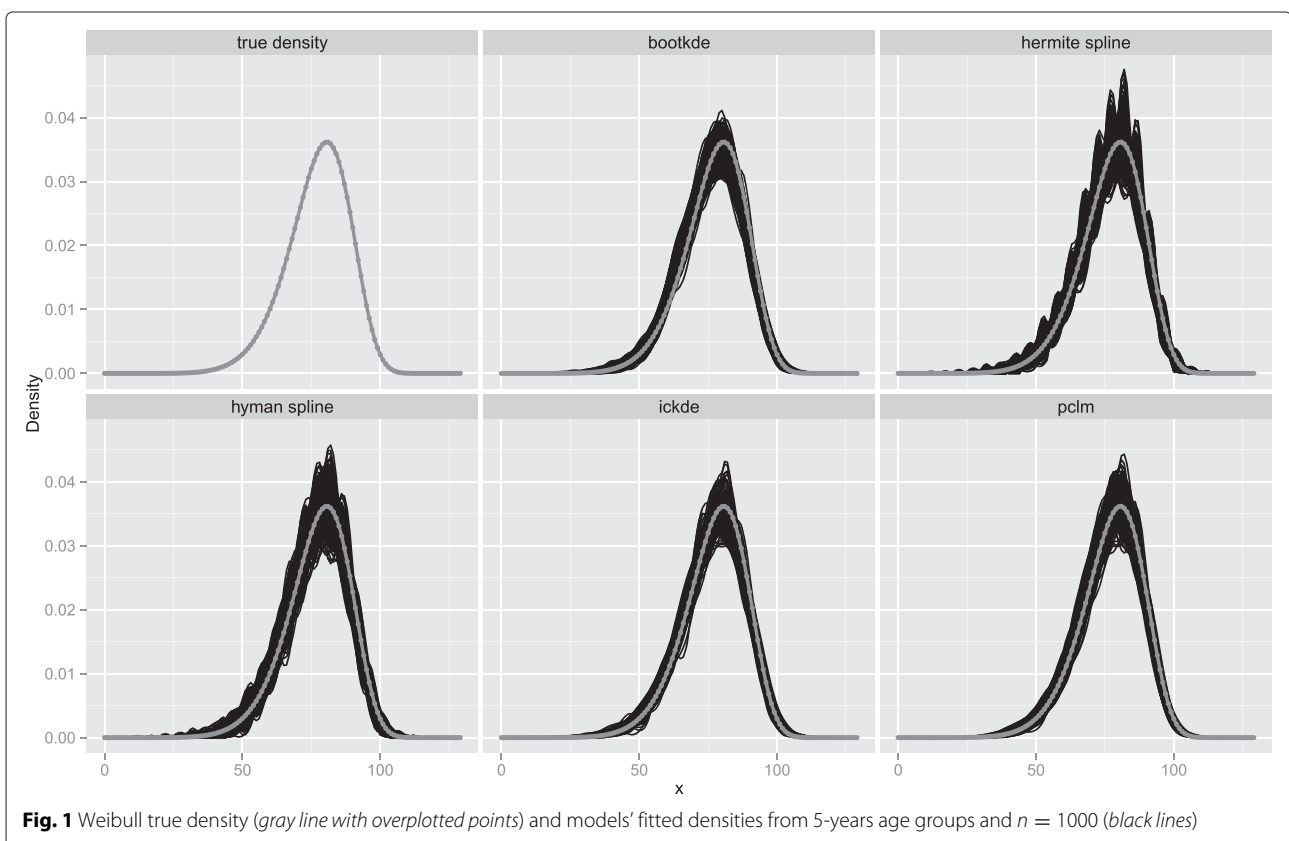 true density
bootkde
hermite spline
0.04
0.03
0.02
0.01
0.00
Density
hyman spline
ickde
pclm
0.04
0.03
0.02
0.01
0.00
0 50 100
0 50 100
0 50 100
x
Fig. 1 Weibull true density (gray line with overplotted points) and models’ fitted densities from 5-years age groups and n = 1000 (black lines)